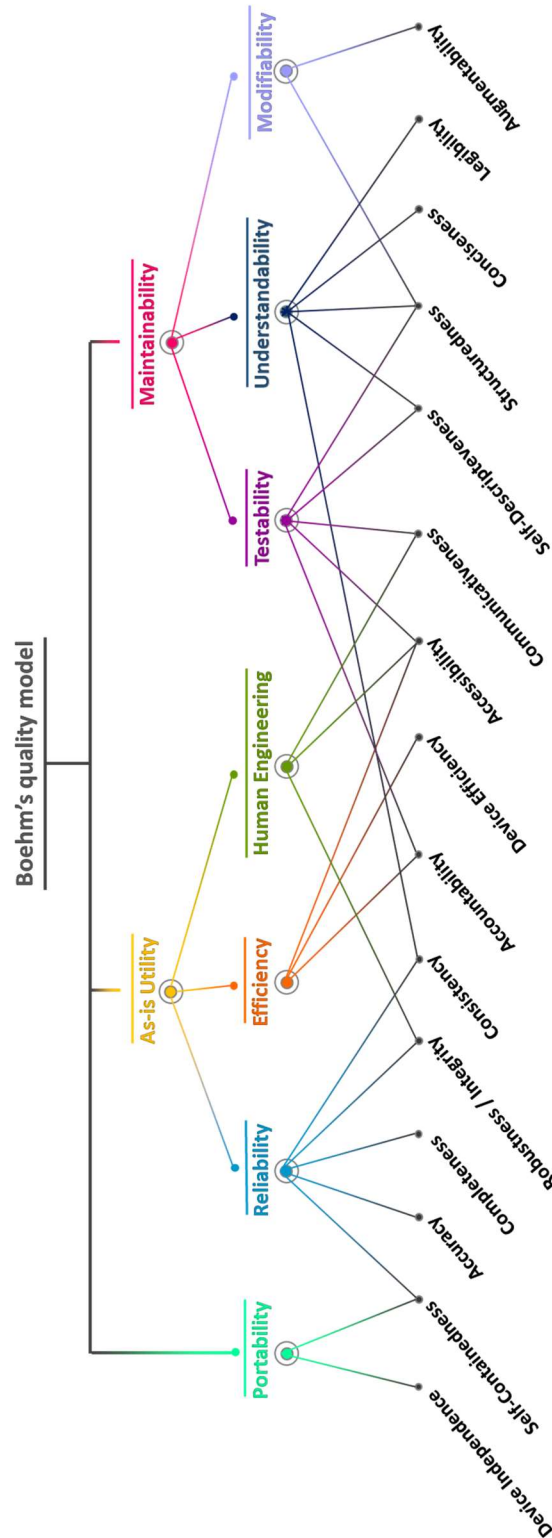 Boehm's quality model
As-is Utility
Maintainability
Portability
Reliability
Efficiency
Human Engineering
Testability
Understandability
Modifiability
Device Independence
Self-Containedness
Accuracy
Completeness
Robustness / Integrity
Consistency
Accountability
Device Efficiency
Accessibility
Communicativeness
Self-Descripteveness
Structuredness
Conciseness
Legibility
Augmentability